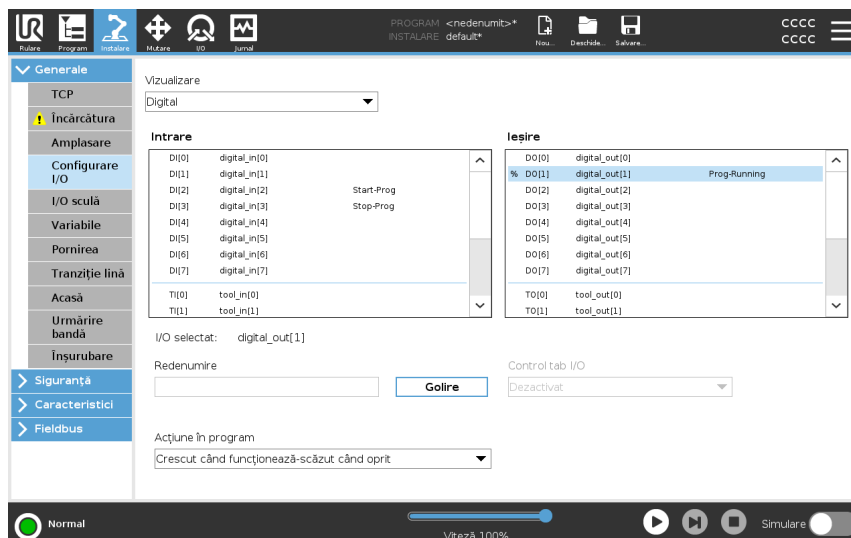 PROGRAM <nedenumit>*
INSTALARE default*
CCCC
CCCC
Rulare Program Instalare Mutare I/O Jurnal Nou... Deschide... Salvare...
Generale
TCP
Încărcătura
Amplasare
Configurare
I/O
I/O sculă
Variabile
Pornirea
Tranziție lină
Acasă
Urmărire
bandă
Înșurubare
Siguranță
Caracteristici
Fieldbus
Vizualizare
Digital
Intrare
DI[0] digital_in[0]
DI[1] digital_in[1]
DI[2] digital_in[2] Start-Prog
DI[3] digital_in[3] Stop-Prog
DI[4] digital_in[4]
DI[5] digital_in[5]
DI[6] digital_in[6]
DI[7] digital_in[7]
TI[0] tool_in[0]
TI[1] tool_in[1]
Ieșire
DO[0] digital_out[0]
% DO[1] digital_out[1] Prog-Running
DO[2] digital_out[2]
DO[3] digital_out[3]
DO[4] digital_out[4]
DO[5] digital_out[5]
DO[6] digital_out[6]
DO[7] digital_out[7]
TO[0] tool_out[0]
TO[1] tool_out[1]
I/O selectat: digital_out[1]
Redenumire
Golire
Control tab I/O
Dezactivat
Acțiune în program
Crescut când funcționează-scăzut când oprit
Normal
Viteză 100%
Simulare